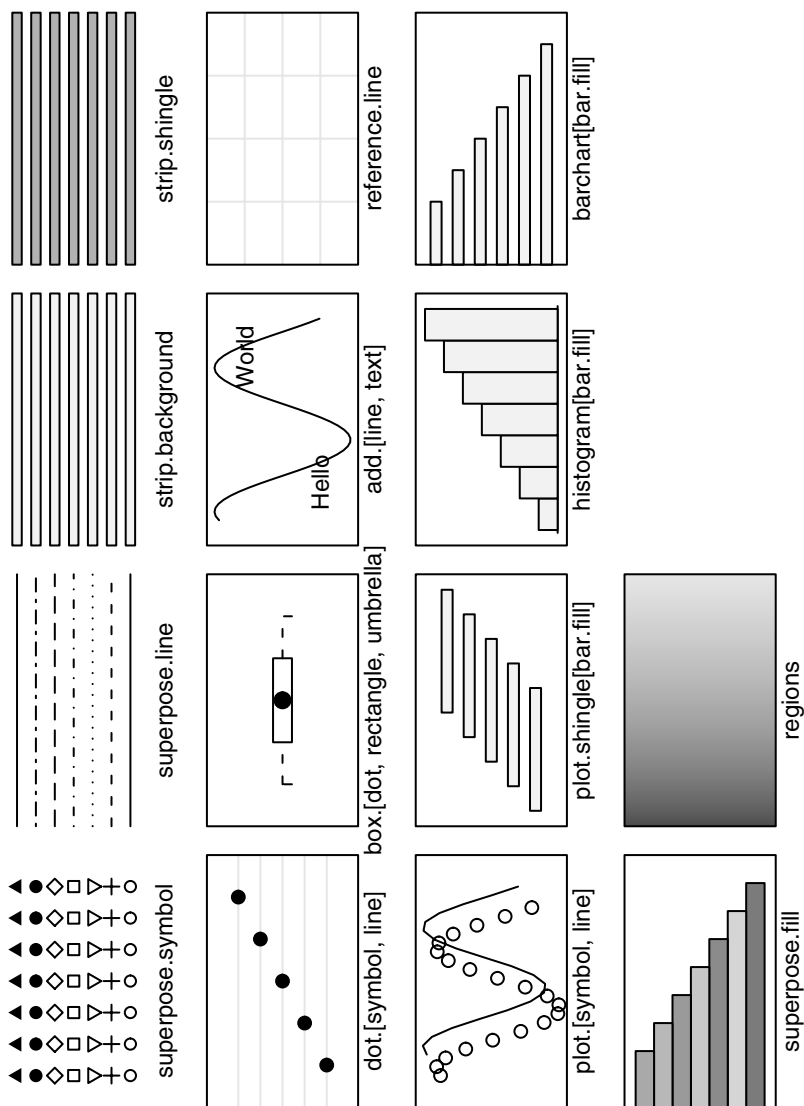 superpose.symbol
superpose.line
strip.background
strip.shingle
dot.[symbol, line]
box.[dot, rectangle, umbrella]
Hello
World
add.[line, text]
reference.line
plot.[symbol, line]
plot.shingle[bar.fill]
histogram[bar.fill]
barchart[bar.fill]
superpose.fill
regions